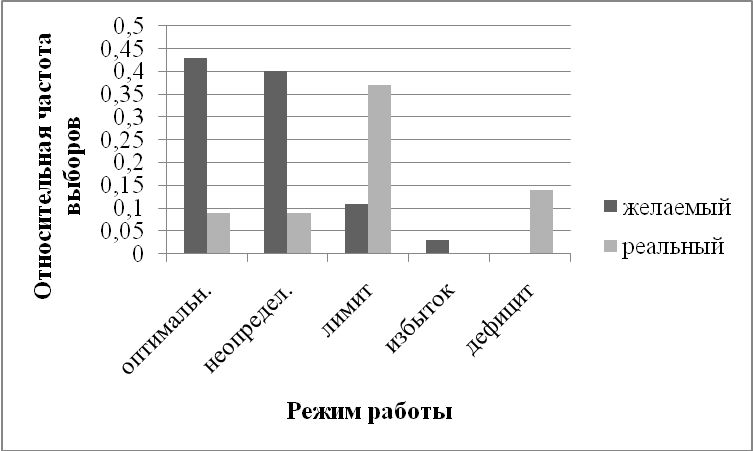 Относительная частота
выборов
0,5
0,45
0,4
0,35
0,3
0,25
0,2
0,15
0,1
0,05
0
оптимальн.
неопредел.
лимит
избыток
дефицит
Режим работы
желаемый
реальный